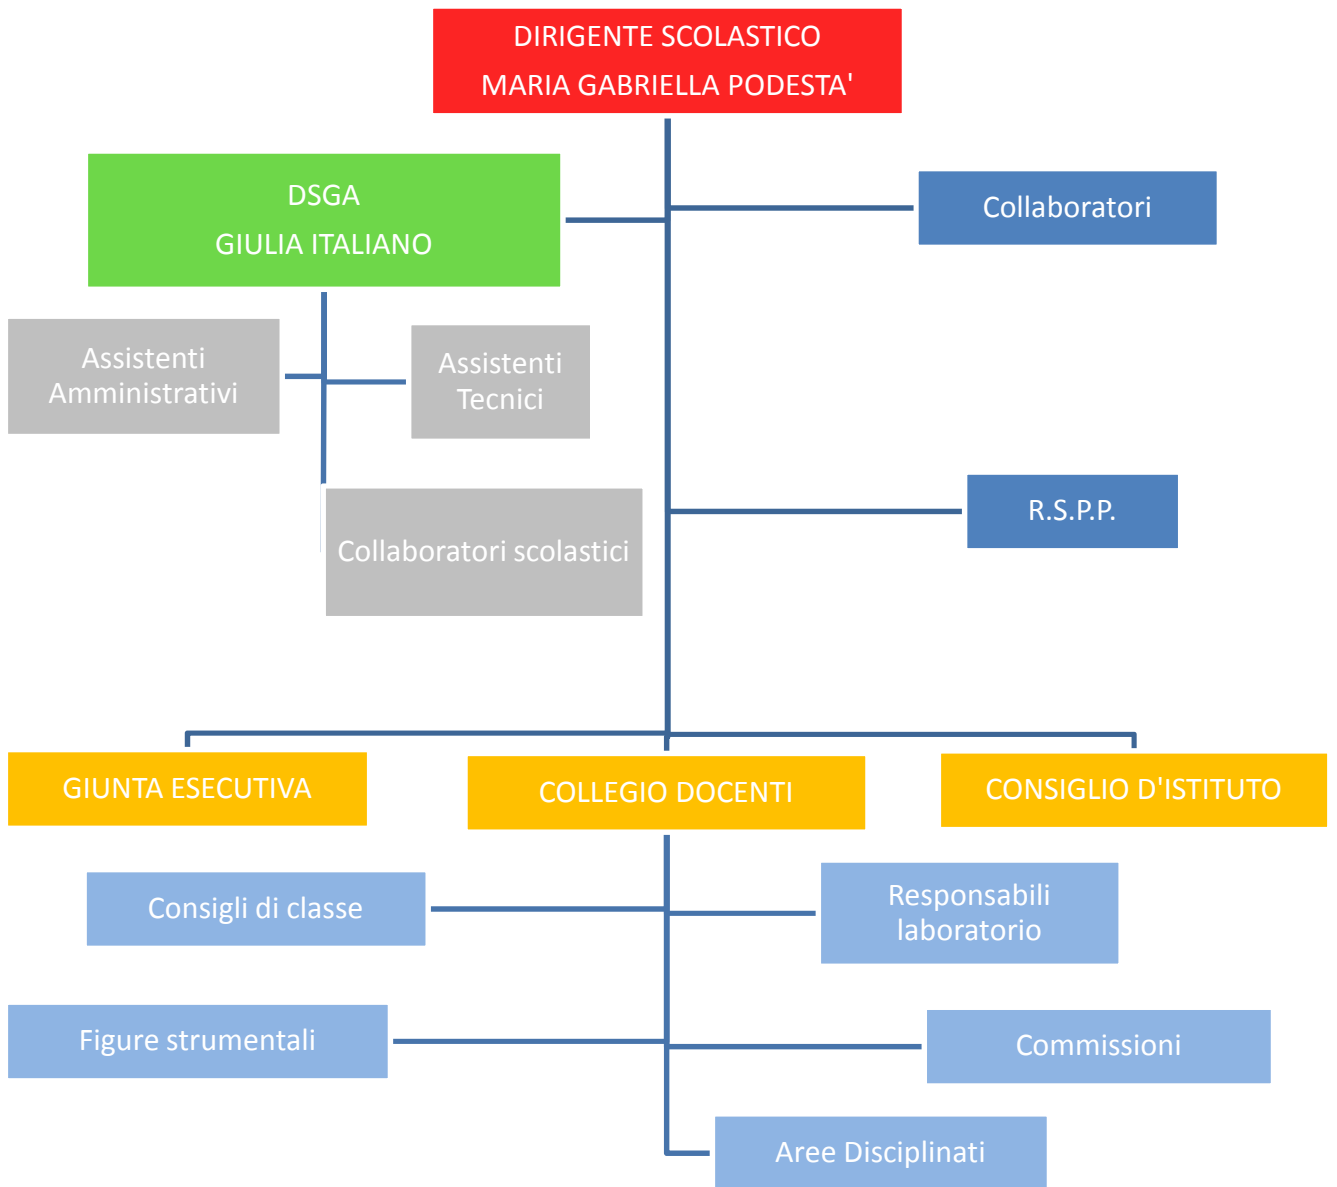 DIRIGENTE SCOLASTICO
MARIA GABRIELLA PODESTA'
DSGA
GIULIA ITALIANO
Collaboratori
Assistenti
Amministrativi
Assistenti
Tecnici
R.S.P.P.
Collaboratori scolastici
GIUNTA ESECUTIVA
COLLEGIO DOCENTI
CONSIGLIO D'ISTITUTO
Consigli di classe
Responsabili
laboratorio
Figure strumentali
Commissioni
Aree Disciplinati